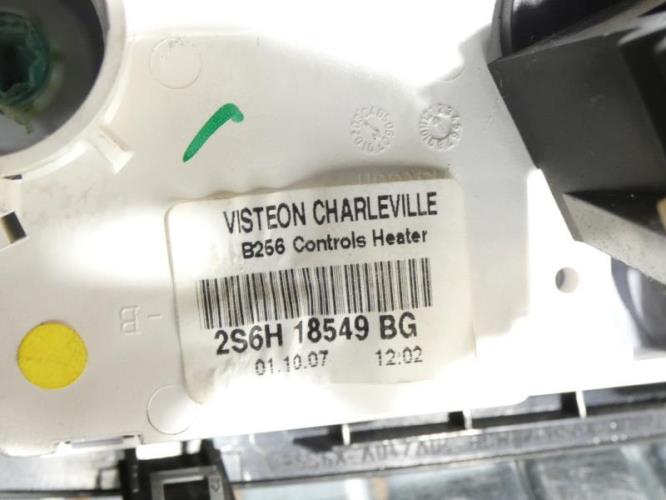 VISTEON CHARLEVILLE
B256 Controls Heater
2S6H 18549 BG
01.10.07 12:02